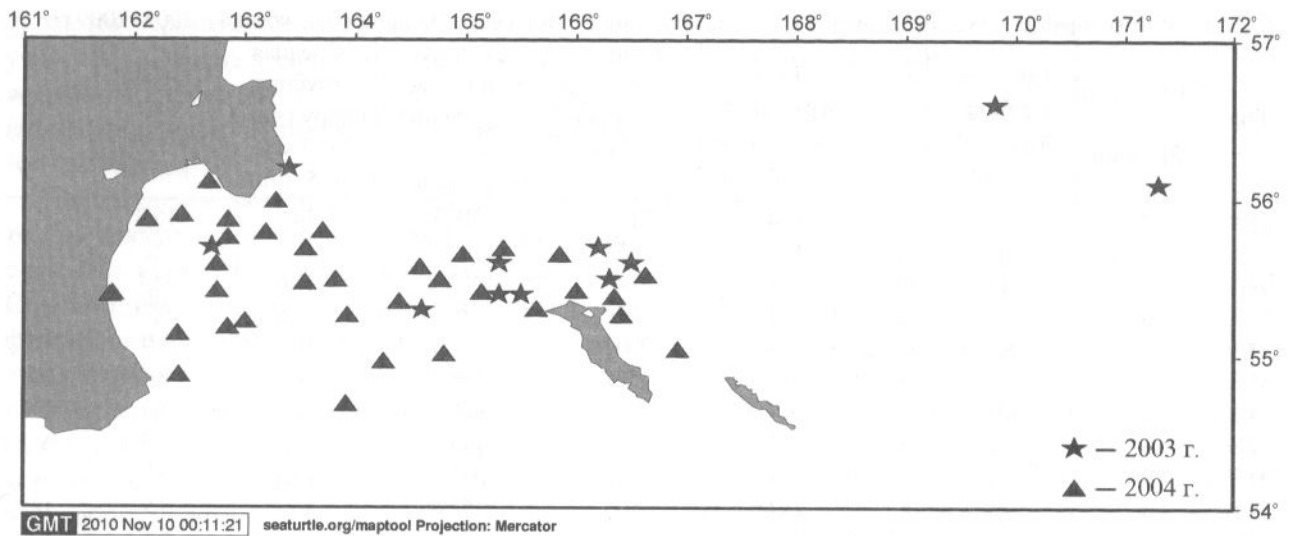 161° 162° 163° 164° 165° 166° 167° 168° 169° 170° 171° 172°
57°
56°
55°
— 2003 г.
— 2004 г.
54°
GMT 2010 Nov 10 00:11:21 seaturtle.org/maptool Projection: Mercator